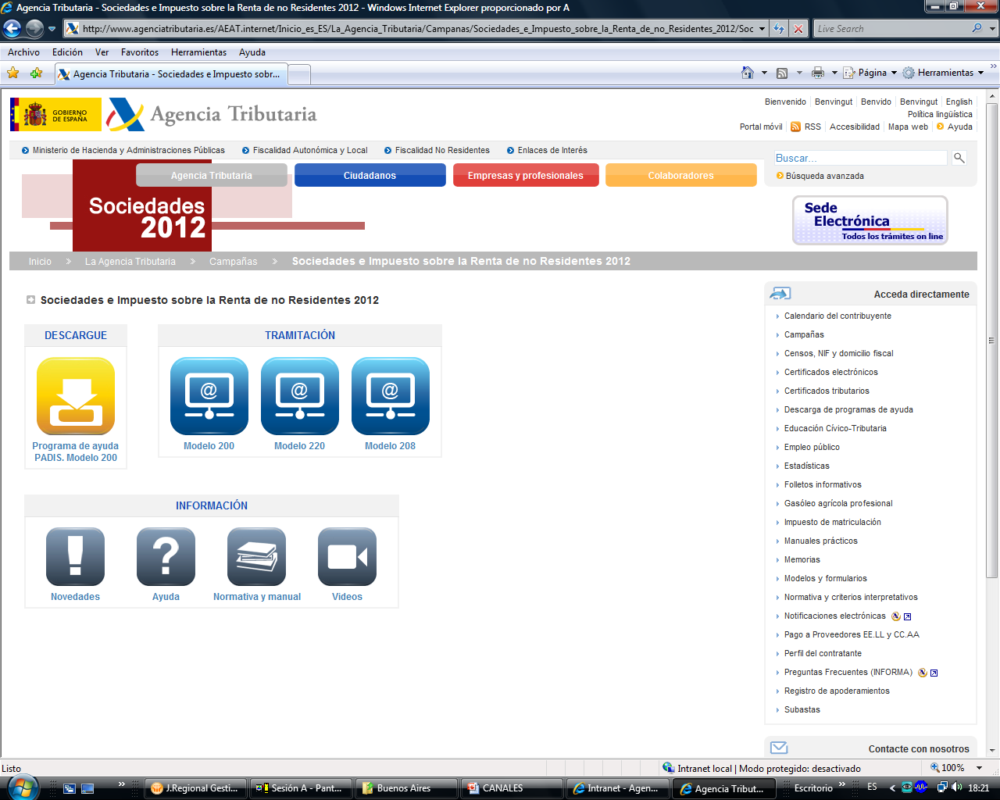 Agencia Tributaria - Sociedades e Impuesto sobre la Renta de no Residentes 2012 - Windows Internet Explorer proporcionado por A
http://www.agenciatributaria.es/AEAT.internet/Inicio_es_ES/La_Agencia_Tributaria/Campanas/Sociedades_e_Impuesto_sobre_la_Renta_de_no_Residentes_2012/Soc
Live Search
Archivo Edición Ver Favoritos Herramientas Ayuda
Agencia Tributaria - Sociedades e Impuesto sobr...
Página Herramientas
GOBIERNO DE ESPAÑA
Agencia Tributaria
Bienvenido Benvingut Benvido Benvingut English
Política lingüística
Portal móvil RSS Accesibilidad Mapa web Ayuda
Ministerio de Hacienda y Administraciones Públicas Fiscalidad Autonómica y Local Fiscalidad No Residentes Enlaces de Interés
Buscar...
Búsqueda avanzada
Agencia Tributaria Ciudadanos Empresas y profesionales Colaboradores
Sociedades
2012
Sede
Electrónica
Todos los trámites on line
Inicio La Agencia Tributaria Campañas Sociedades e Impuesto sobre la Renta de no Residentes 2012
Sociedades e Impuesto sobre la Renta de no Residentes 2012
DESCARGUE
Programa de ayuda
PADIS. Modelo 200
TRAMITACIÓN
@ @ @
Modelo 200 Modelo 220 Modelo 208
INFORMACIÓN
! ?
Novedades Ayuda Normativa y manual Videos
Acceda directamente
Calendario del contribuyente
Campañas
Censos, NIF y domicilio fiscal
Certificados electrónicos
Certificados tributarios
Descarga de programas de ayuda
Educación Cívico-Tributaria
Empleo público
Estadísticas
Folletos informativos
Gasóleo agrícola profesional
Impuesto de matriculación
Manuales prácticos
Memorias
Modelos y formularios
Normativa y criterios interpretativos
Notificaciones electrónicas
Pago a Proveedores EE.LL y CC.AA
Perfil del contratante
Preguntas Frecuentes (INFORMA)
Registro de apoderamientos
Subastas
Contacte con nosotros
Listo
Intranet local | Modo protegido: desactivado
100%
J.Regional Gesti... Sesión A - Pant... Buenos Aires CANALES Intranet - Agen... Agencia Tribut... Escritorio ES 18:21